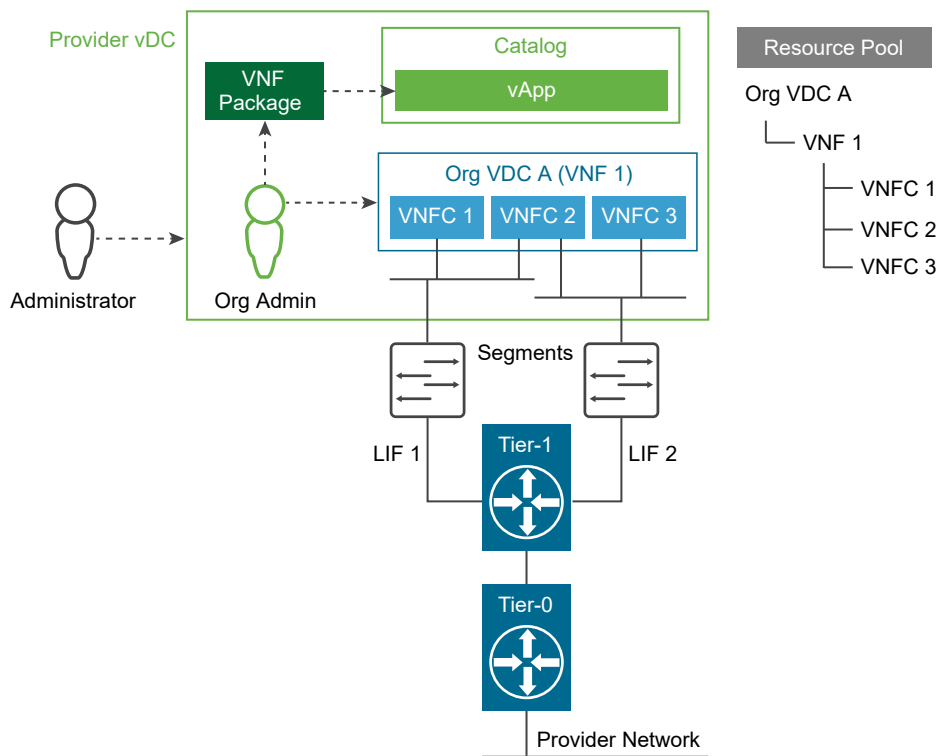 Provider vDC
Catalog
VNF
Package
vApp
Org VDC A (VNF 1)
VNFC 1
VNFC 2
VNFC 3
Administrator
Org Admin
Segments
LIF 1
Tier-1
LIF 2
Tier-0
Provider Network
Resource Pool
Org VDC A
VNF 1
VNFC 1
VNFC 2
VNFC 3